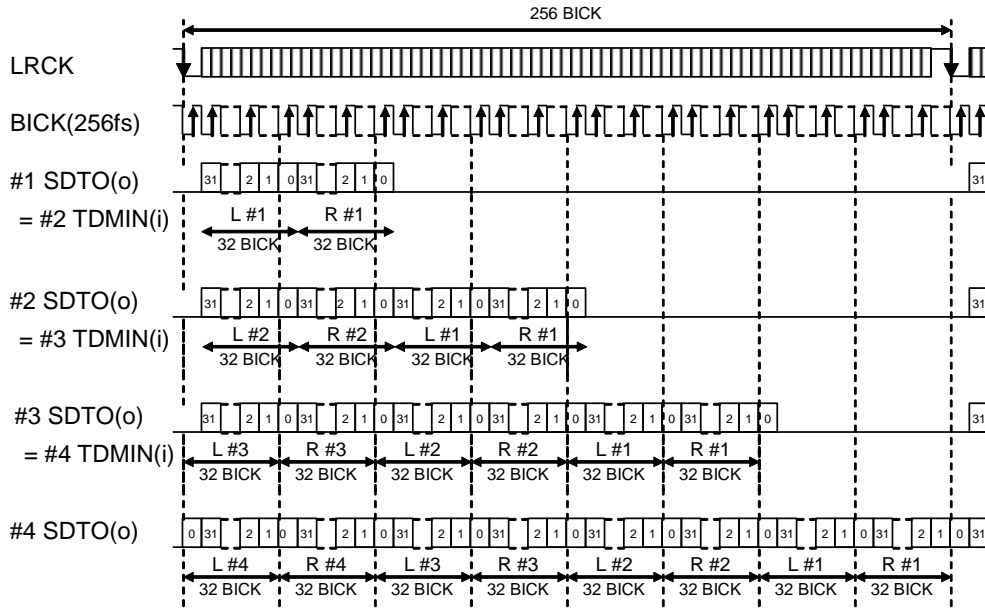 256 BICK
LRCK
BICK(256fs)
#1 SDTO(o)
31 2 1 0 31 2 1 0 31
= #2 TDMIN(i)
L #1 R #1
32 BICK 32 BICK
#2 SDTO(o)
31 2 1 0 31 2 1 0 31 2 1 0 31 2 1 0 31
= #3 TDMIN(i)
L #2 R #2 L #1 R #1
32 BICK 32 BICK 32 BICK 32 BICK
#3 SDTO(o)
31 2 1 0 31 2 1 0 31 2 1 0 31 2 1 0 31 2 1 0 31 2 1 0 31
= #4 TDMIN(i)
L #3 R #3 L #2 R #2 L #1 R #1
32 BICK 32 BICK 32 BICK 32 BICK 32 BICK 32 BICK
#4 SDTO(o)
0 31 2 1 0 31 2 1 0 31 2 1 0 31 2 1 0 31 2 1 0 31 2 1 0 31 2 1 0 31 2 1 0 31
L #4 R #4 L #3 R #3 L #2 R #2 L #1 R #1
32 BICK 32 BICK 32 BICK 32 BICK 32 BICK 32 BICK 32 BICK 32 BICK